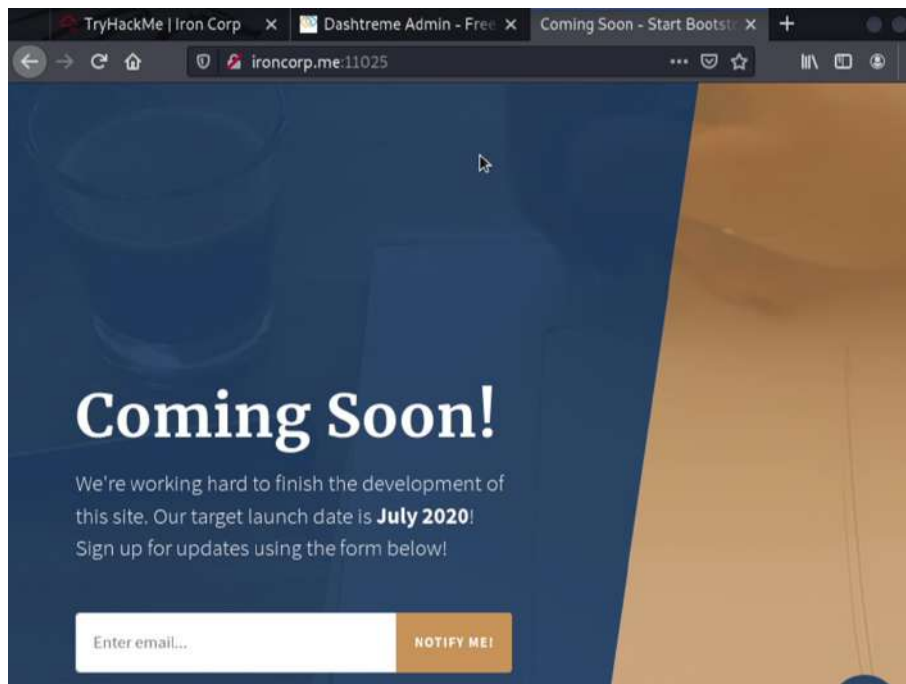 TryHackMe | Iron Corp
Dashtreme Admin - Free
Coming Soon - Start Bootstr
ironcorp.me:11025
Coming Soon!
We're working hard to finish the development of
this site. Our target launch date is July 2020!
Sign up for updates using the form below!
Enter email...
NOTIFY ME!